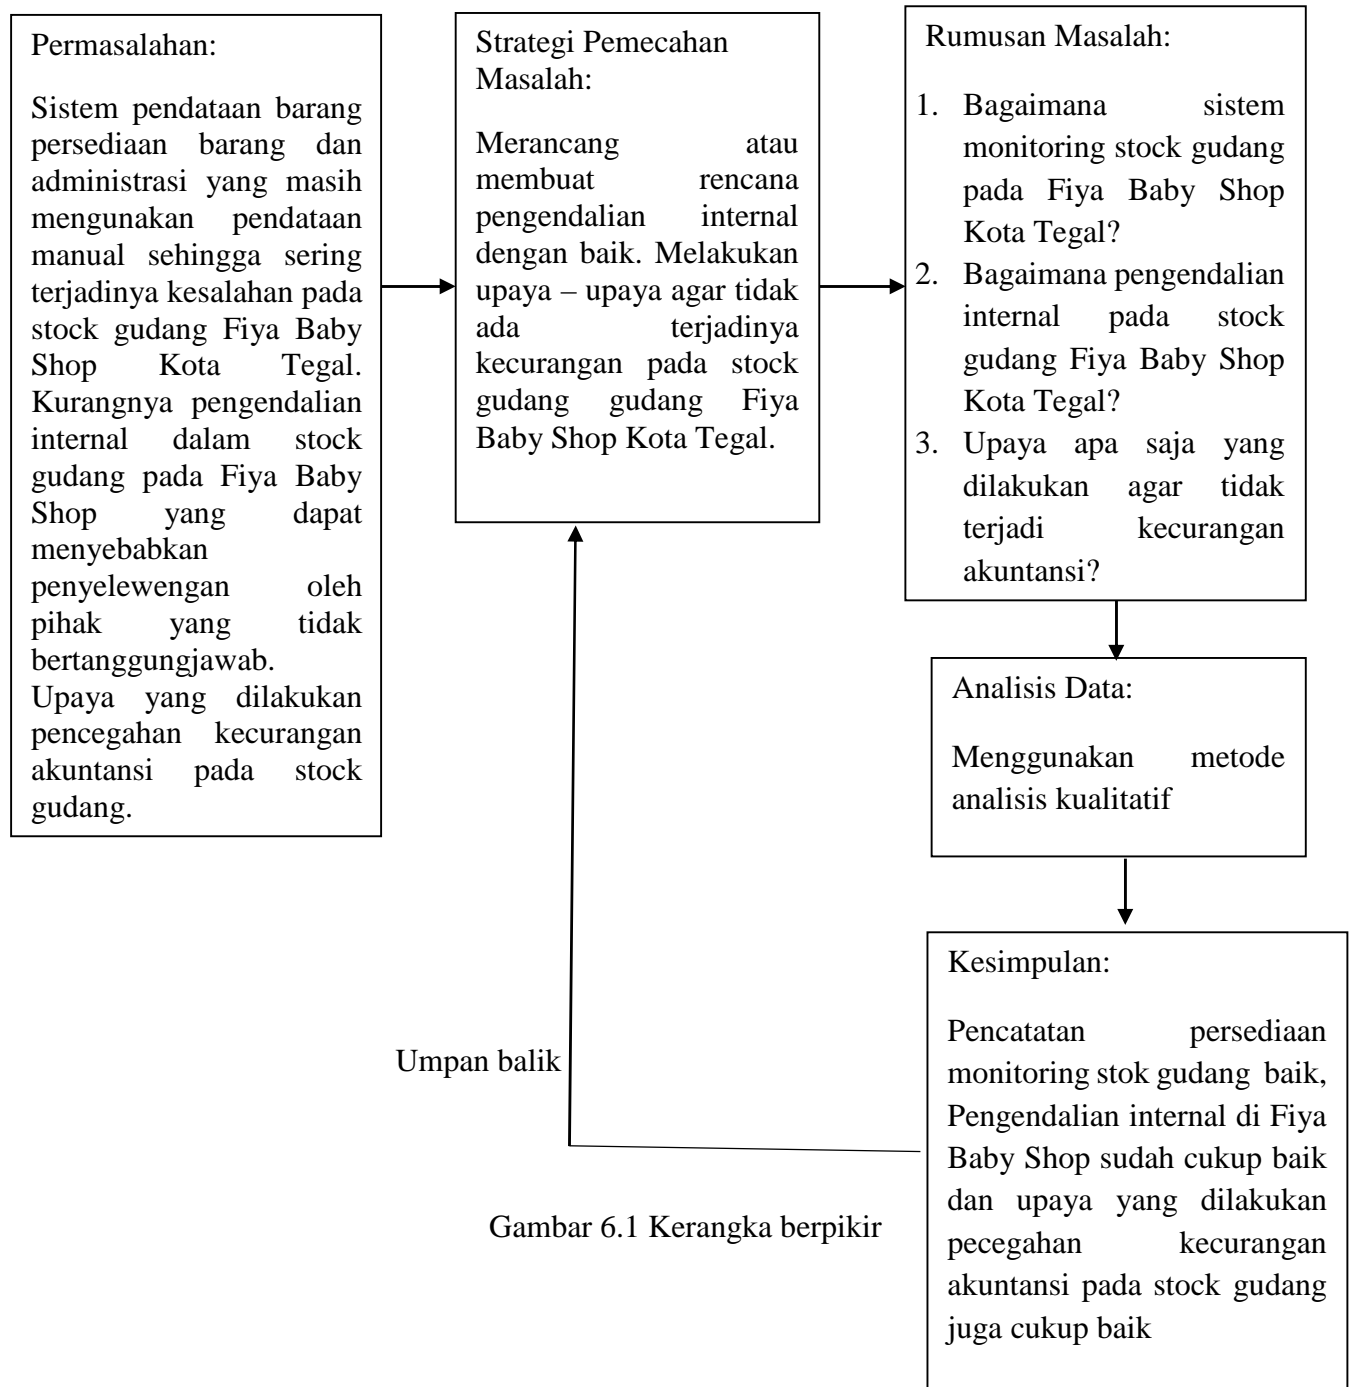 Permasalahan:
Sistem pendataan barang
persediaan barang dan
administrasi yang masih
mengunakan pendataan
manual sehingga sering
terjadinya kesalahan pada
stock gudang Fiya Baby
Shop Kota Tegal.
Kurangnya pengendalian
internal dalam stock
gudang pada Fiya Baby
Shop yang dapat
menyebabkan
penyelewengan oleh
pihak yang tidak
bertanggungjawab.
Upaya yang dilakukan
pencegahan kecurangan
akuntansi pada stock
gudang.
Strategi Pemecahan
Masalah:
Merancang atau
membuat rencana
pengendalian internal
dengan baik. Melakukan
upaya – upaya agar tidak
ada terjadinya
kecurangan pada stock
gudang gudang Fiya
Baby Shop Kota Tegal.
Rumusan Masalah:
1. Bagaimana sistem
monitoring stock gudang
pada Fiya Baby Shop
Kota Tegal?
2. Bagaimana pengendalian
internal pada stock
gudang Fiya Baby Shop
Kota Tegal?
3. Upaya apa saja yang
dilakukan agar tidak
terjadi kecurangan
akuntansi?
Analisis Data:
Menggunakan metode
analisis kualitatif
Kesimpulan:
Pencatatan persediaan
monitoring stok gudang baik,
Pengendalian internal di Fiya
Baby Shop sudah cukup baik
dan upaya yang dilakukan
pecegahan kecurangan
akuntansi pada stock gudang
juga cukup baik
Umpan balik
Gambar 6.1 Kerangka berpikir